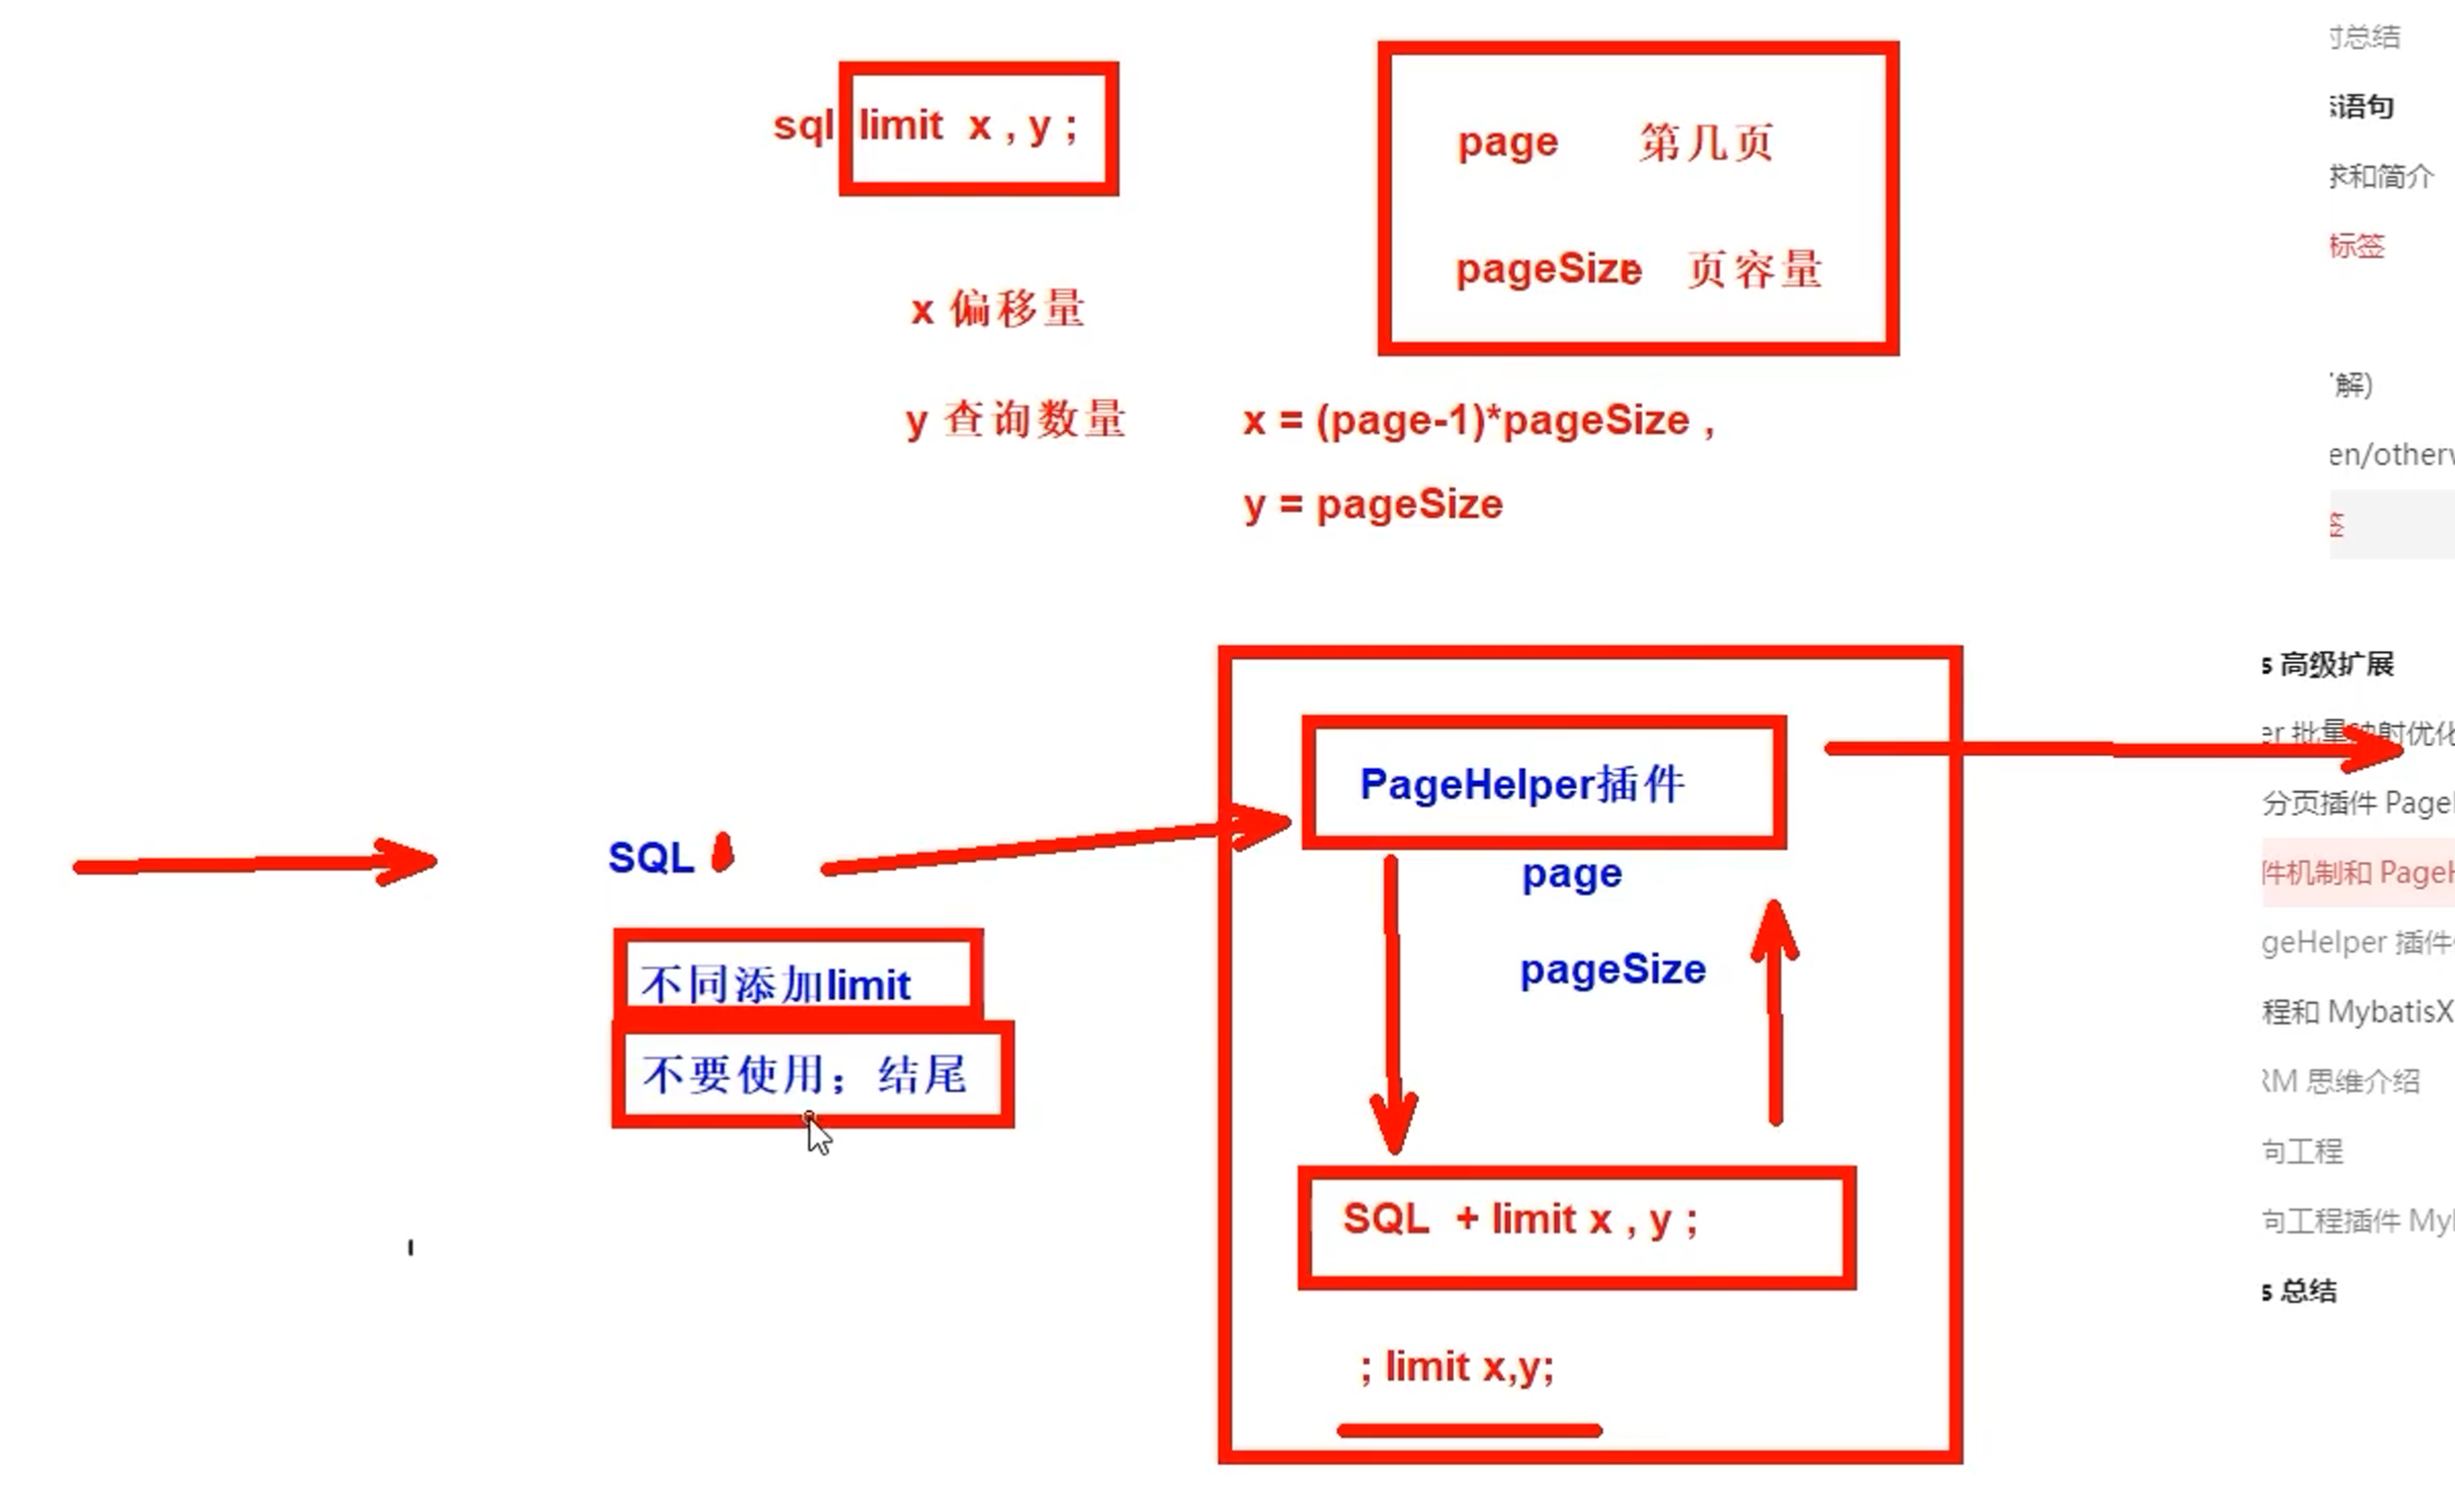 sql limit x , y ;
x 偏移量
y 查询数量
page 第几页
pageSize 页容量
x = (page-1)*pageSize ,
y = pageSize
SQL
不同添加limit
不要使用；结尾
PageHelper插件
page
pageSize
SQL + limit x , y ;
; limit x,y;
总结
语句
求和简介
标签
解)
en/otherw
签
s 高级扩展
er 批量映射优化
分页插件 Page
件机制和 PageH
geHelper 插件
程和 MybatisX
RM 思维介绍
向工程
向工程插件 Myb
s 总结